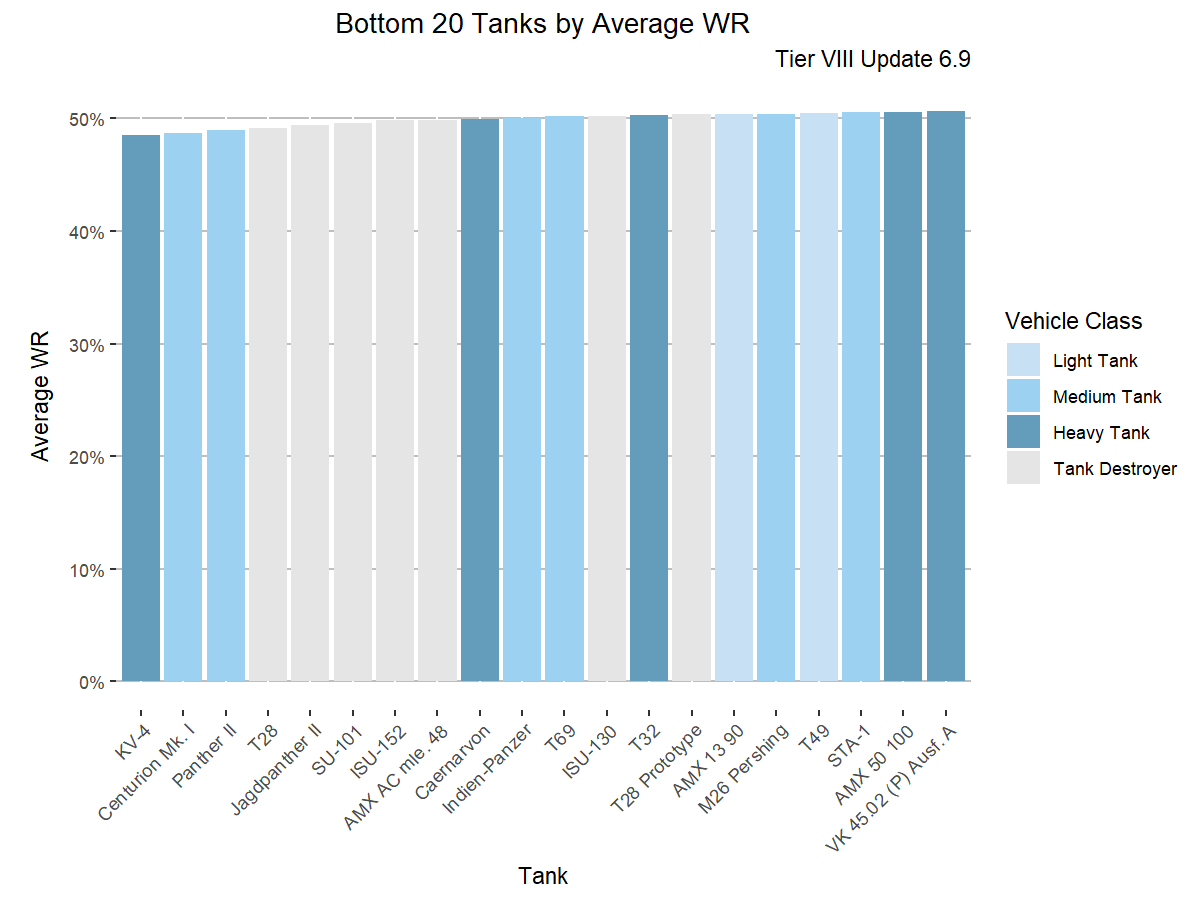 Bottom 20 Tanks by Average WR
Tier VIII Update 6.9
50%
40%
30%
20%
10%
0%
Average WR
KV-4
Centurion Mk. I
Panther II
T28
Jagdpanther II
SU-101
ISU-152
AMX AC mle. 48
Caernarvon
Indien-Panzer
T69
ISU-130
T32
T28 Prototype
AMX 13 90
M26 Pershing
T49
STA-1
AMX 50 100
VK 45.02 (P) Ausf. A
Tank
Vehicle Class
Light Tank
Medium Tank
Heavy Tank
Tank Destroyer